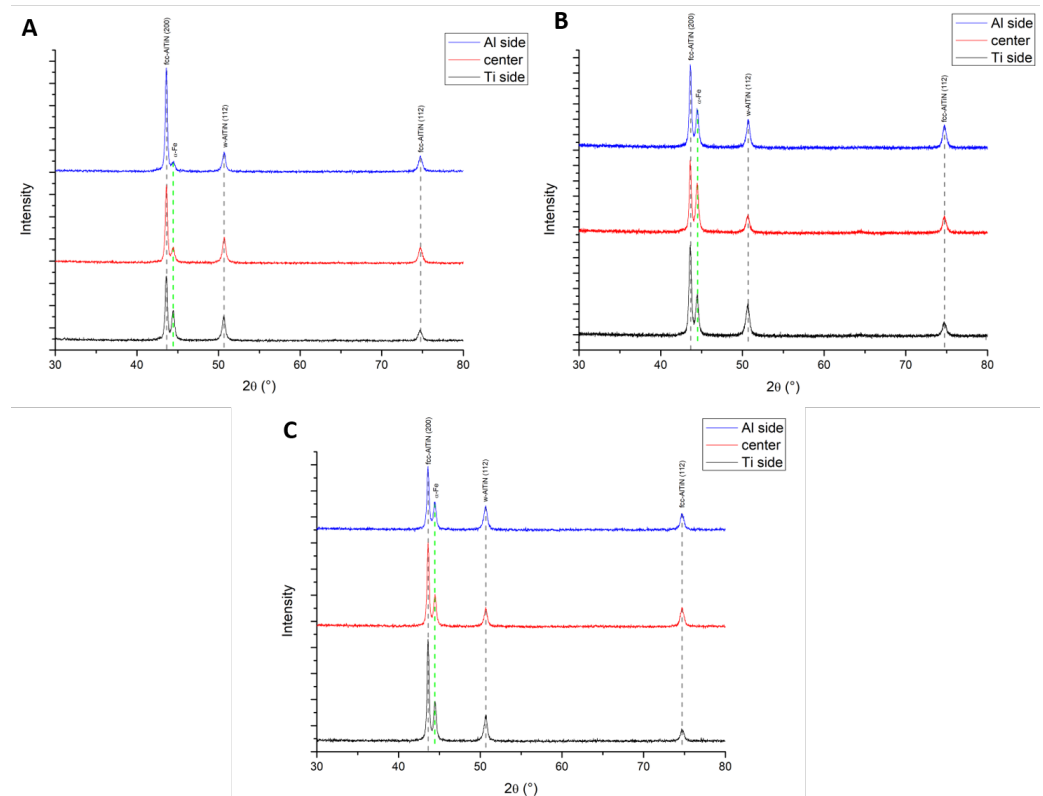 A
fcc-AlTiN (200)
α-Fe
w-AlTiN (112)
fcc-AlTiN (112)
Al side
center
Ti side
Intensity
30 40 50 60 70 80
2θ (°)
B
fcc-AlTiN (200)
α-Fe
w-AlTiN (112)
fcc-AlTiN (112)
Al side
center
Ti side
Intensity
30 40 50 60 70 80
2θ (°)
C
fcc-AlTiN (200)
α-Fe
w-AlTiN (112)
fcc-AlTiN (112)
Al side
center
Ti side
Intensity
30 40 50 60 70 80
2θ (°)